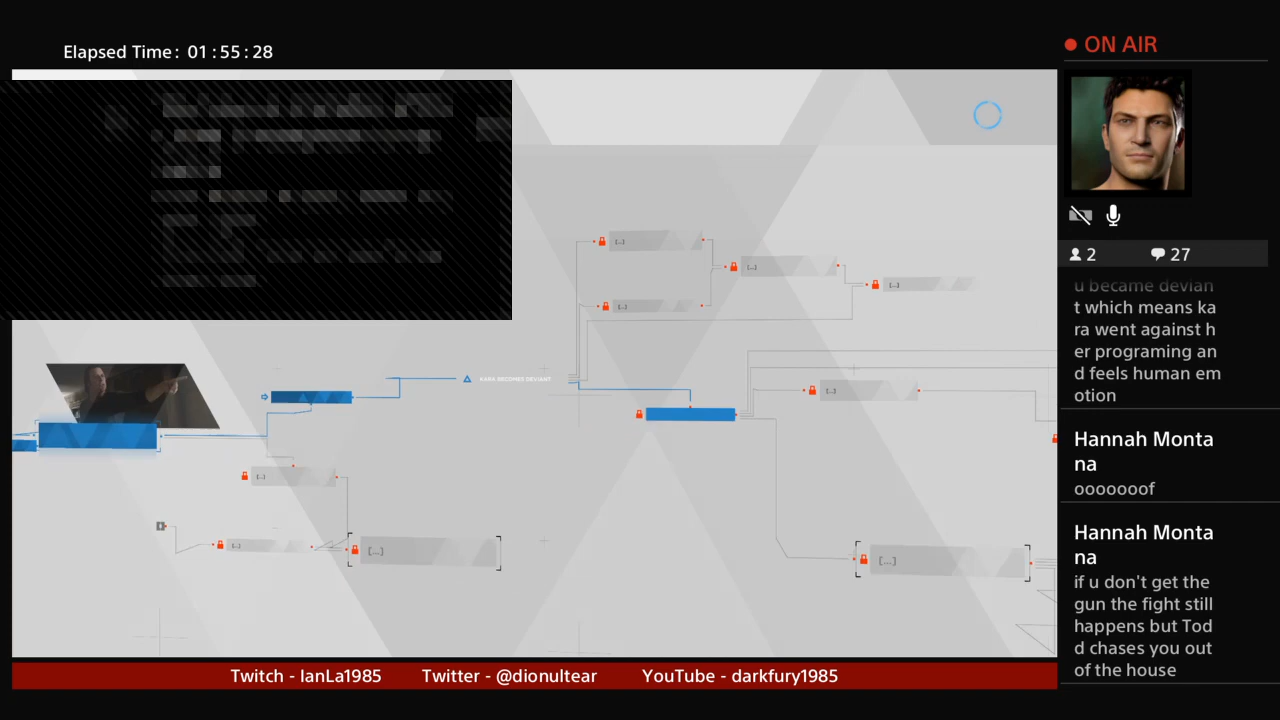 Elapsed Time: 01:55:28
ON AIR
2
27
u became devian
t which means ka
ra went against h
er programing an
d feels human em
otion
[...]
[...]
[...]
[...]
KARA BECOMES DEVIANT
[...]
[...]
[...]
[...]
[...]
Hannah Monta
na
ooooooof
Hannah Monta
na
if u don't get the
gun the fight still
happens but Tod
d chases you out
of the house
Twitch - IanLa1985
Twitter - @dionultear
YouTube - darkfury1985